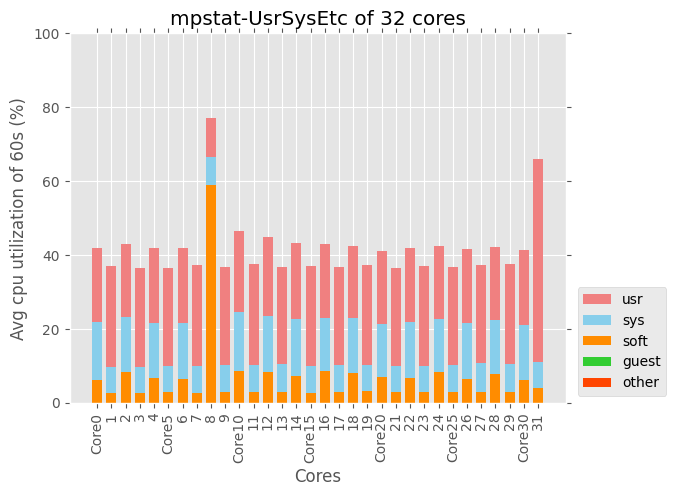 mpstat-UsrSysEtc of 32 cores
Avg cpu utilization of 60s (%)
100
80
60
40
20
0
Core0 1 2 3 4 Core5 6 7 8 9 Core10 11 12 13 14 Core15 16 17 18 19 Core20 21 22 23 24 Core25 26 27 28 29 Core30 31
Cores
usr
sys
soft
guest
other